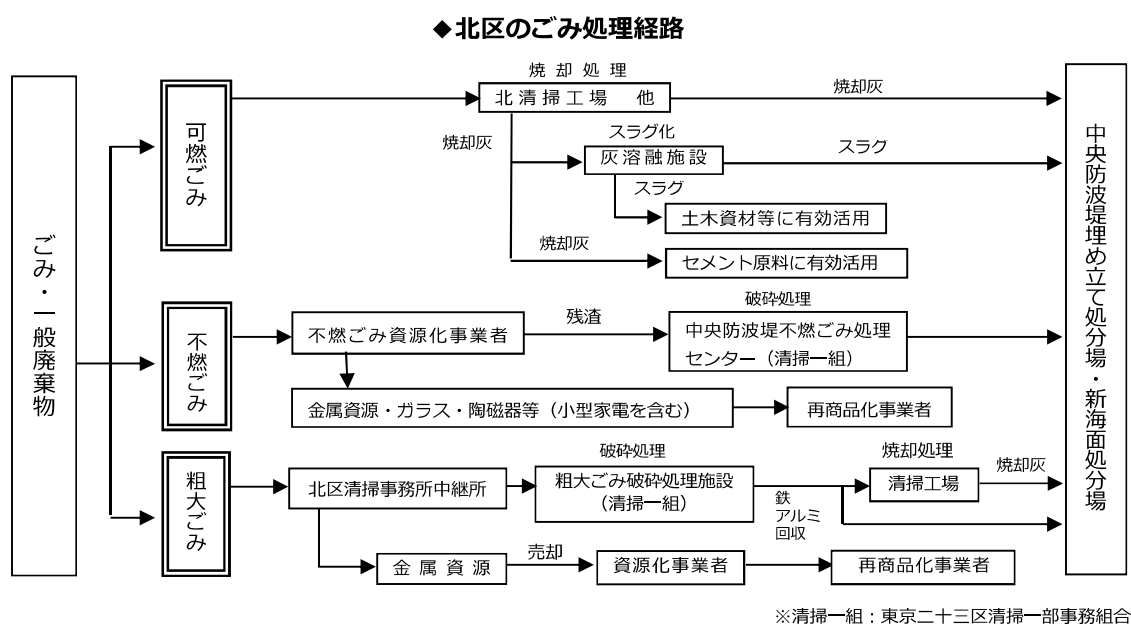 ◆北区のごみ処理経路
ごみ・一般廃棄物
可燃ごみ
焼却処理
北清掃工場　他
焼却灰
焼却灰
スラグ化
灰溶融施設
スラグ
スラグ
土木資材等に有効活用
焼却灰
セメント原料に有効活用
不燃ごみ
不燃ごみ資源化事業者
残渣
破砕処理
中央防波堤不燃ごみ処理
センター（清掃一組）
金属資源・ガラス・陶磁器等（小型家電を含む）
再商品化事業者
粗大ごみ
北区清掃事務所中継所
破砕処理
粗大ごみ破砕処理施設
（清掃一組）
鉄
アルミ
回収
焼却処理
清掃工場
焼却灰
金属資源
売却
資源化事業者
再商品化事業者
中央防波堤埋め立て処分場・新海面処分場
※清掃一組：東京二十三区清掃一部事務組合